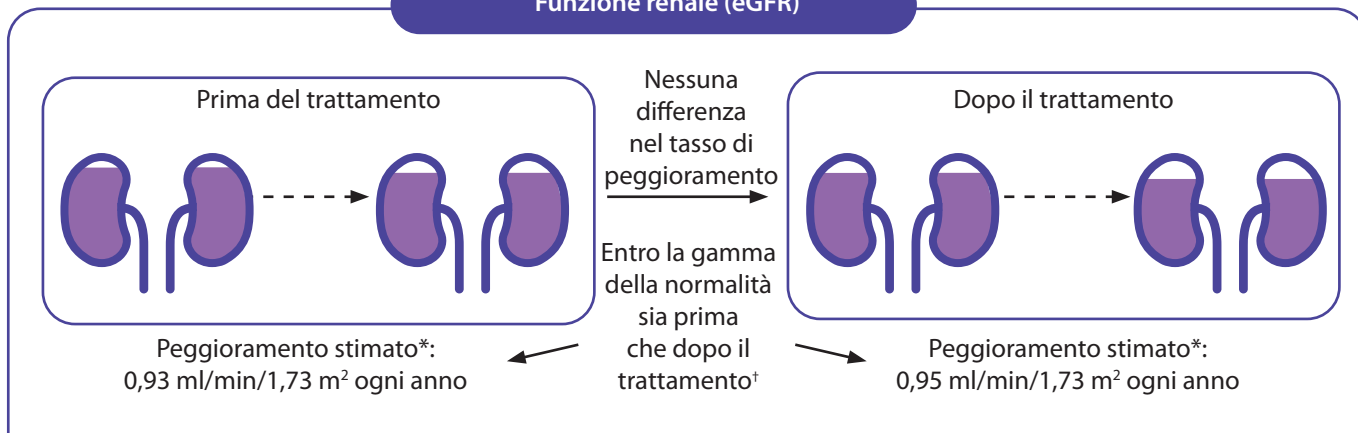 Funzione renale (eGFR)
Prima del trattamento
Nessuna
differenza
nel tasso di
peggioramento
Dopo il trattamento
Entro la gamma
della normalità
sia prima
che dopo il
trattamento†
Peggioramento stimato*:
0,93 ml/min/1,73 m² ogni anno
Peggioramento stimato*:
0,95 ml/min/1,73 m² ogni anno